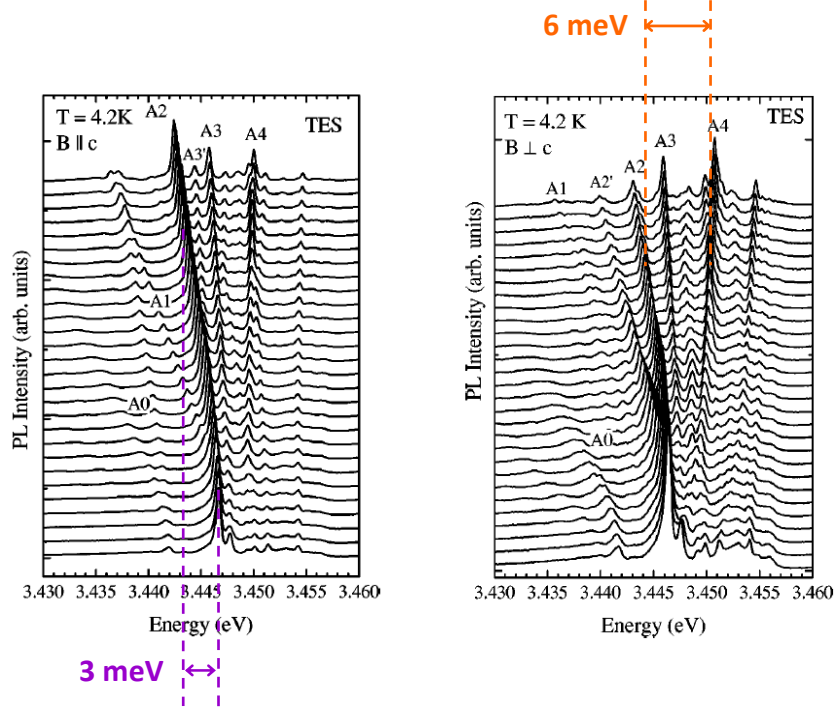 6 meV
T = 4.2K
B ∥ c
TES
A2
A3'
A3
A4
A1
A0
PL Intensity (arb. units)
3.430 3.435 3.440 3.445 3.450 3.455 3.460
Energy (eV)
3 meV
T = 4.2 K
B ⊥ c
TES
A1
A2'
A2
A3
A4
A0
PL Intensity (arb. units)
3.430 3.435 3.440 3.445 3.450 3.455 3.460
Energy (eV)